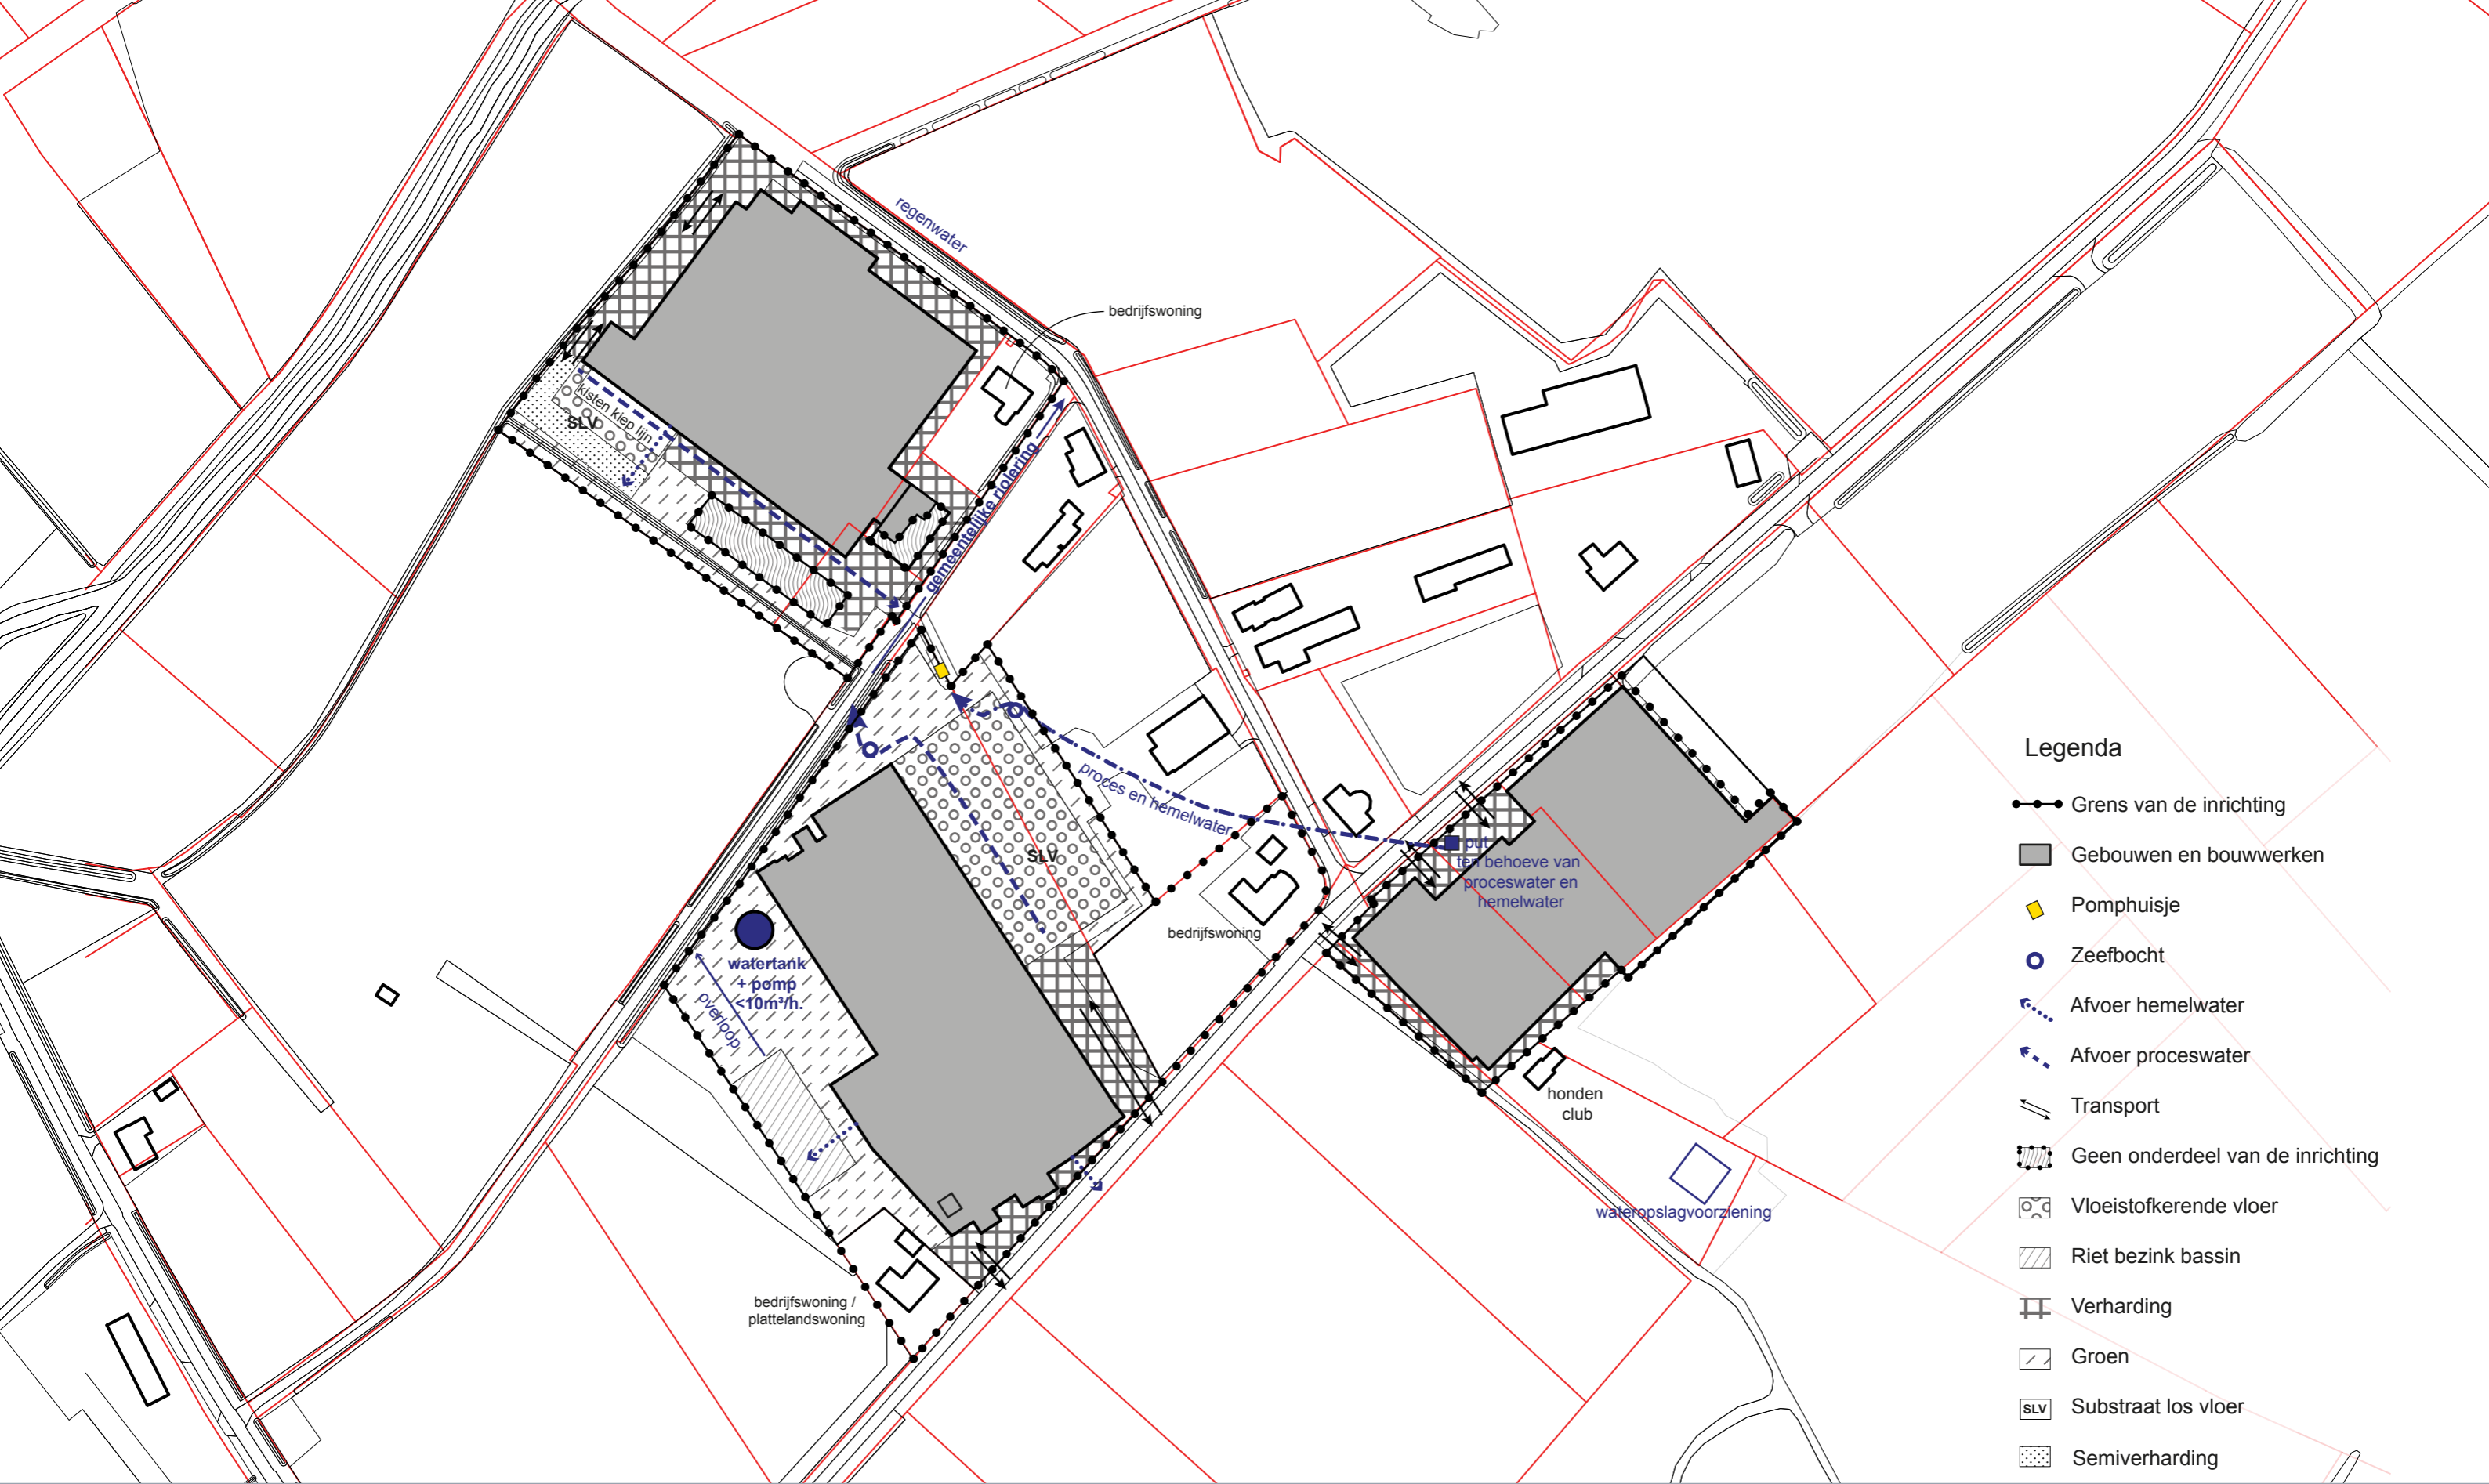 regenwater
bedrijfswoning
kisten kiep lijn
SLV
gemeentelijke riolering
proces en hemelwater
put
ten behoeve van
proceswater en
hemelwater
SLV
bedrijfswoning
watertank
+ pomp
<10m³/h.
overloop
honden
club
wateropslagvoorziening
bedrijfswoning /
plattelandswoning
Legenda
Grens van de inrichting
Gebouwen en bouwwerken
Pomphuisje
Zeefbocht
Afvoer hemelwater
Afvoer proceswater
Transport
Geen onderdeel van de inrichting
Vloeistofkerende vloer
Riet bezink bassin
Verharding
Groen
SLV Substraat los vloer
Semiverharding